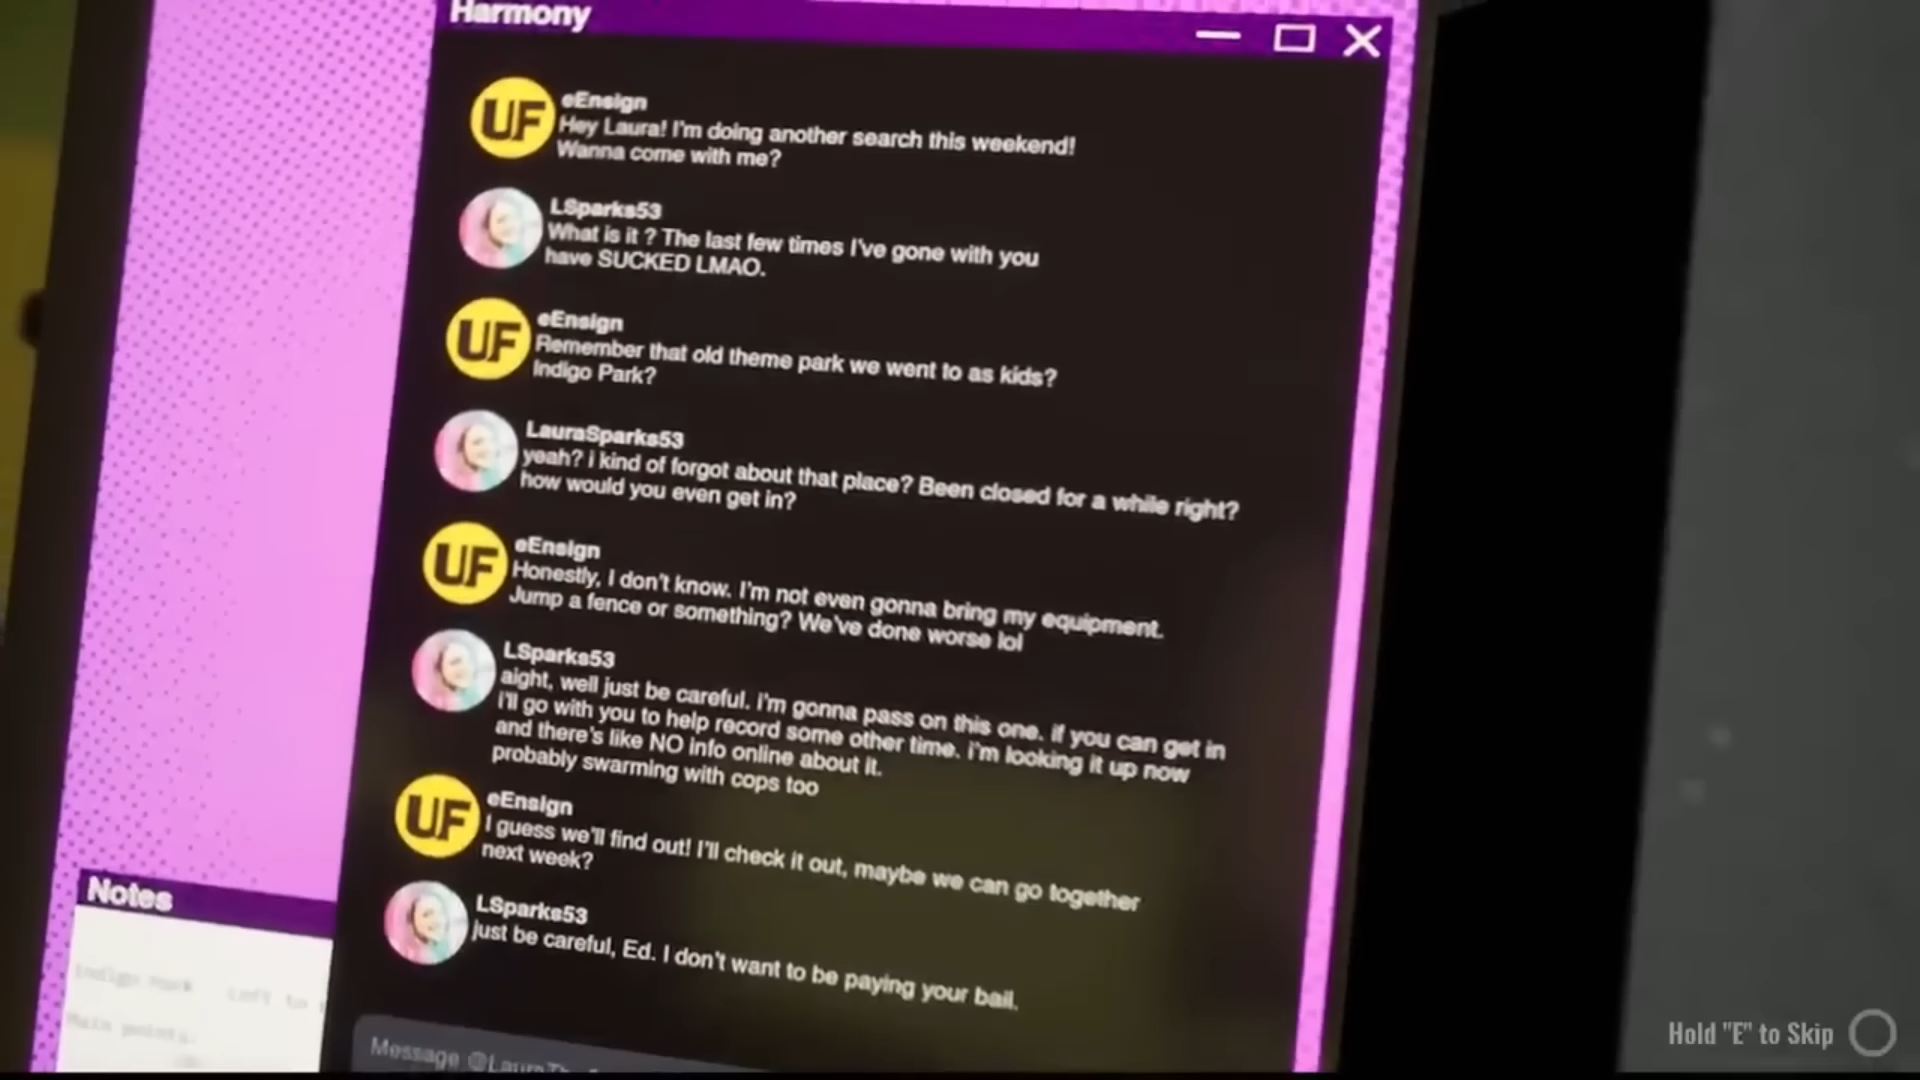 Harmony
UF
eEnsign
Hey Laura! I'm doing another search this weekend!
Wanna come with me?
LSparks53
What is it ? The last few times I've gone with you
have SUCKED LMAO.
UF
eEnsign
Remember that old theme park we went to as kids?
Indigo Park?
LauraSparks53
yeah? i kind of forgot about that place? Been closed for a while right?
how would you even get in?
UF
eEnsign
Honestly, I don't know. I'm not even gonna bring my equipment.
Jump a fence or something? We've done worse lol
LSparks53
aight, well just be careful. i'm gonna pass on this one. if you can get in
i'll go with you to help record some other time. i'm looking it up now
and there's like NO info online about it.
probably swarming with cops too
UF
eEnsign
I guess we'll find out! I'll check it out, maybe we can go together
next week?
LSparks53
just be careful, Ed. I don't want to be paying your bail.
Notes
Indigo Park Left to
Main points.
Message
Hold "E" to Skip